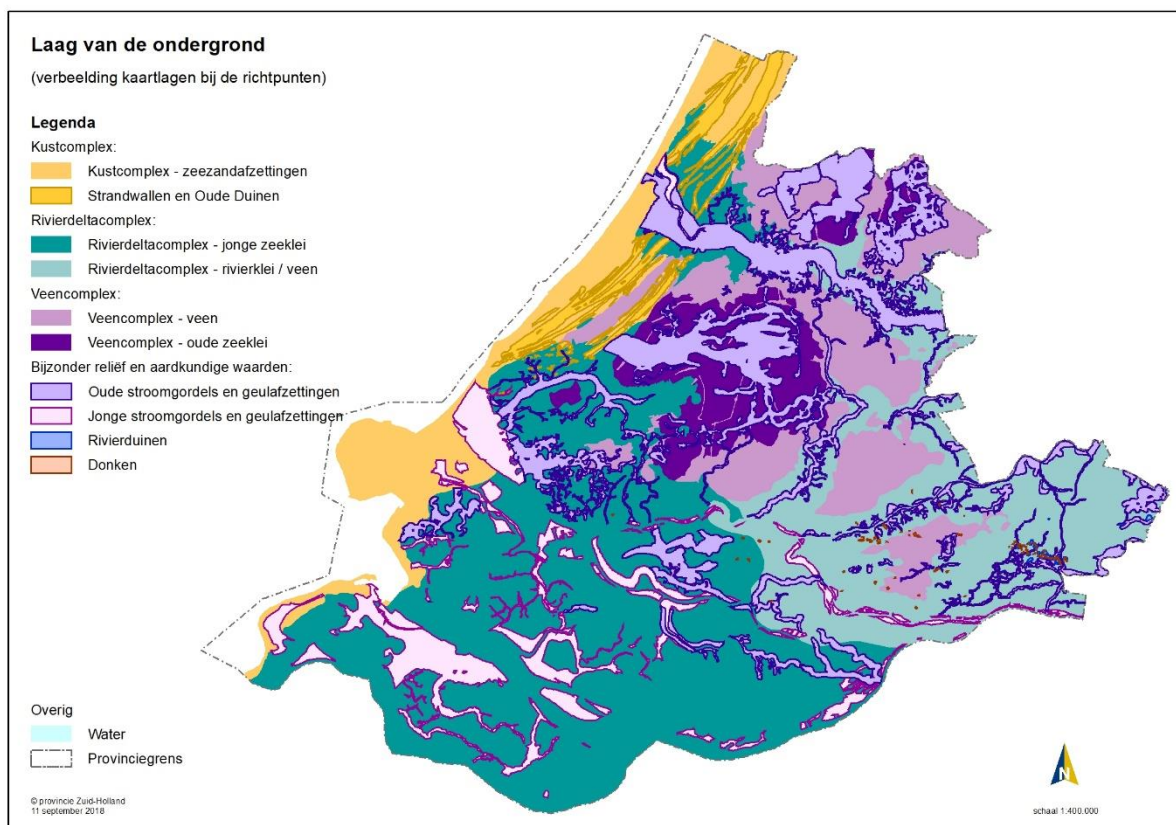 Laag van de ondergrond
(verbeelding kaartlagen bij de richtpunten)
Legenda
Kustcomplex:
Kustcomplex - zeezandafzettingen
Strandwallen en Oude Duinen
Rivierdeltacomplex:
Rivierdeltacomplex - jonge zeeklei
Rivierdeltacomplex - rivierklei / veen
Veencomplex:
Veencomplex - veen
Veencomplex - oude zeeklei
Bijzonder reliëf en aardkundige waarden:
Oude stroomgordels en geulafzettingen
Jonge stroomgordels en geulafzettingen
Rivierduinen
Donken
Overig
Water
Provinciegrens
© provincie Zuid-Holland
11 september 2018
N
schaal 1:400.000